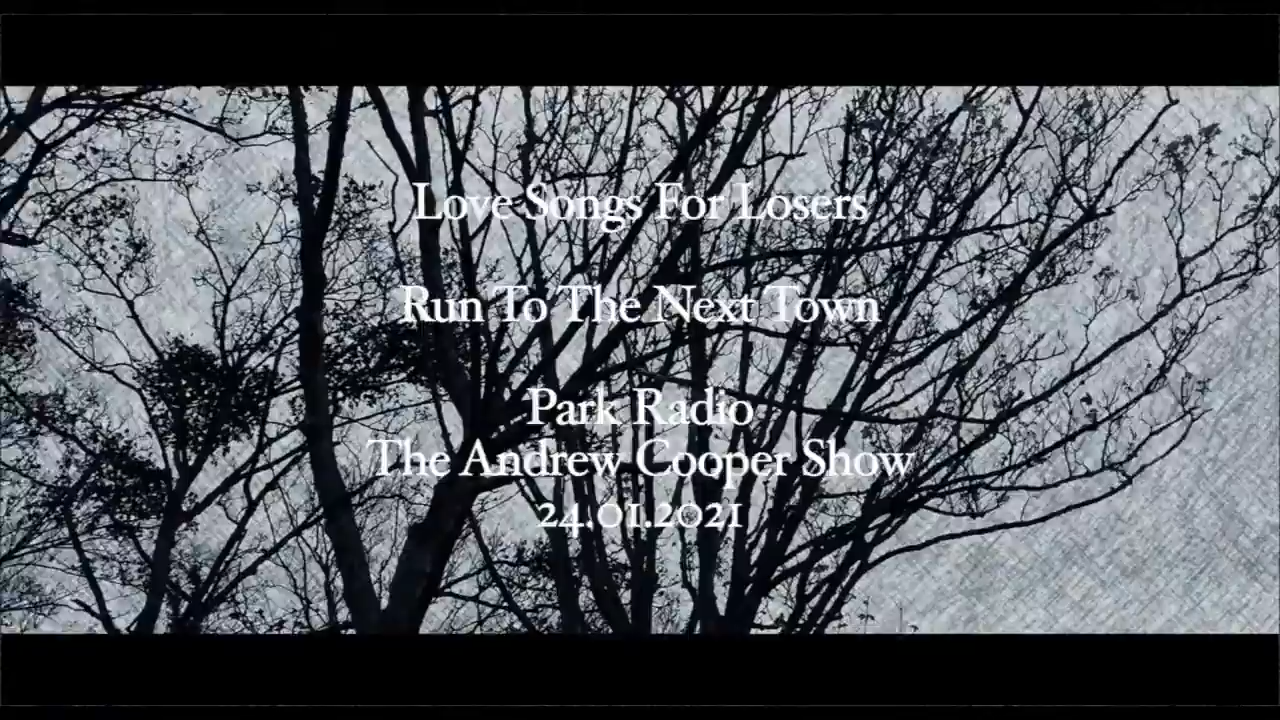 Love Songs For Losers
Run To The Next Town
Park Radio
The Andrew Cooper Show
24.01.2021